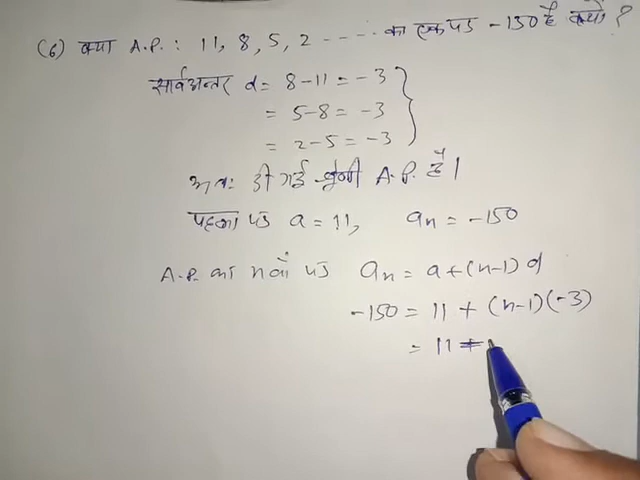 (6) क्या A.P.: 11, 8, 5, 2 ---- का एक पद -150 है क्यों?
सार्वअन्तर d = 8-11 = -3
= 5-8 = -3
= 2-5 = -3
अतः दी गई श्रेणी A.P. है।
पहला पद a = 11, an = -150
A.P. का nवाँ पद an = a+(n-1) d
-150 = 11 + (n-1)(-3)
= 11